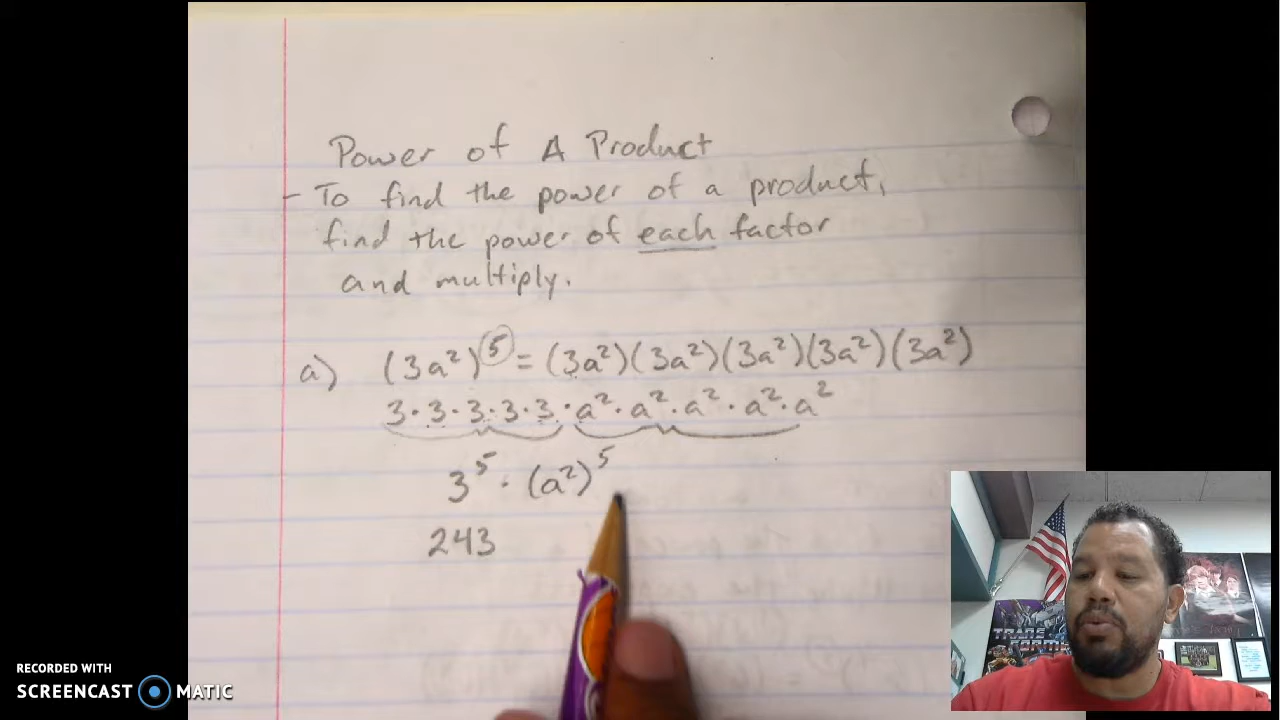 Power of A Product
- To find the power of a product,
find the power of each factor
and multiply.
a) (3a²)⁵ = (3a²)(3a²)(3a²)(3a²)(3a²)
3·3·3·3·3·a²·a²·a²·a²·a²
3⁵·(a²)⁵
243
TRANS
RECORDED WITH
SCREENCAST MATIC